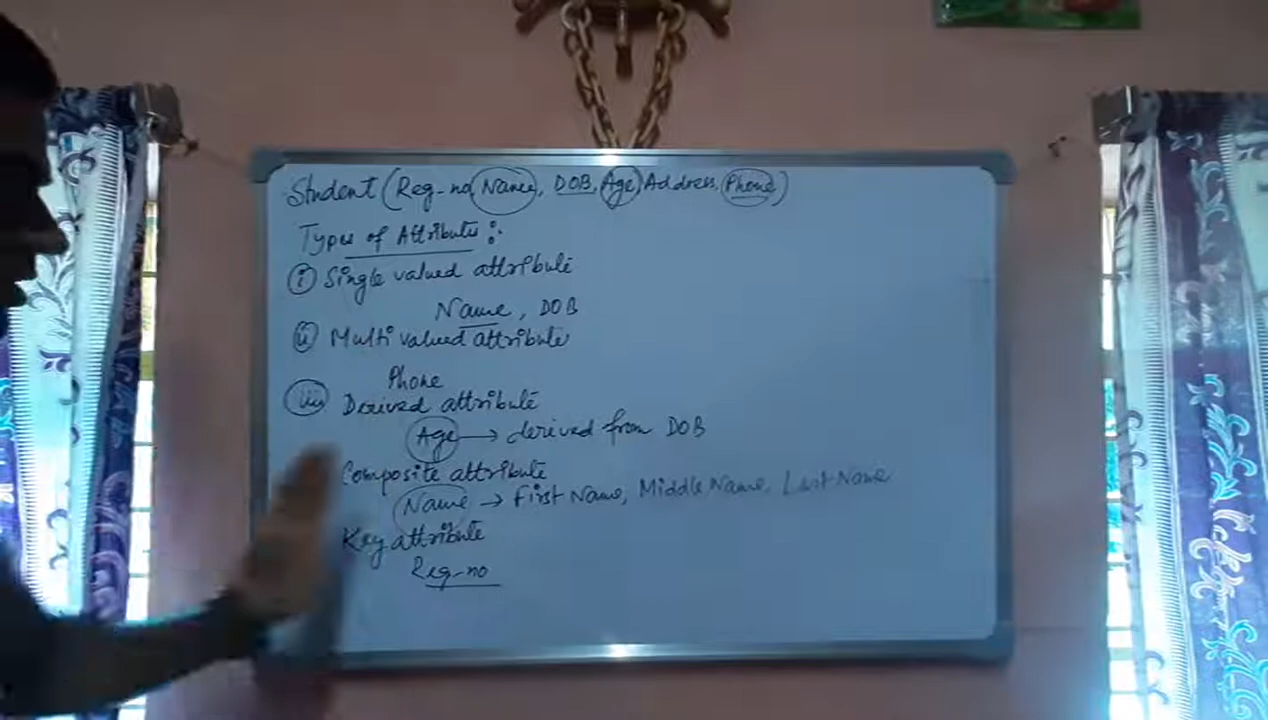 Student (Reg-no Name, DOB, Age, Address, Phone)
Types of Attributes :
(i) Single valued attribute
Name, DOB
(ii) Multi valued attribute
Phone
(iii) Derived attribute
Age → derived from DOB
Composite attribute
Name → First Name, Middle Name, Last Name
Key attribute
Reg-no